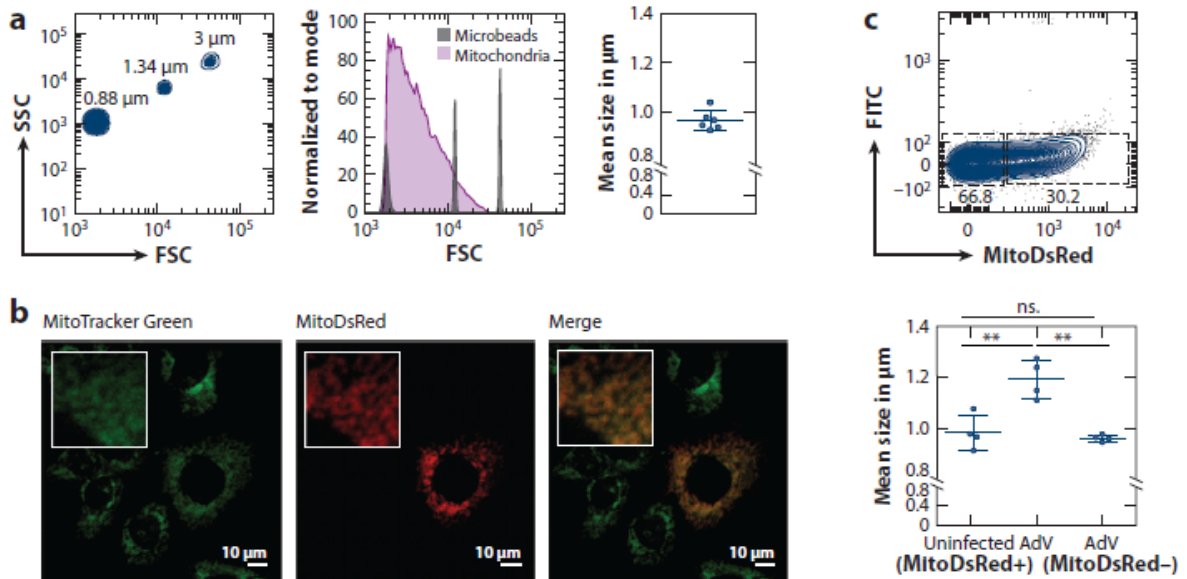 a
SSC
10⁵
10⁴
10³
10²
10¹
0.88 μm
1.34 μm
3 μm
10³ 10⁴ 10⁵
FSC
Normalized to mode
100
80
60
40
20
0
Microbeads
Mitochondria
10³ 10⁴ 10⁵
FSC
Mean size in μm
1.4
1.2
1.0
0.8
0.8
0.4
0
c
FITC
10³
10²
0
−10²
66.8 30.2
0 10³ 10⁴
MitoDsRed
b
MitoTracker Green
MitoDsRed
Merge
10 μm
10 μm
10 μm
ns.
** **
Mean size in μm
1.4
1.2
1.0
0.8
0.8
0.4
0
Uninfected AdV AdV
(MitoDsRed+) (MitoDsRed−)